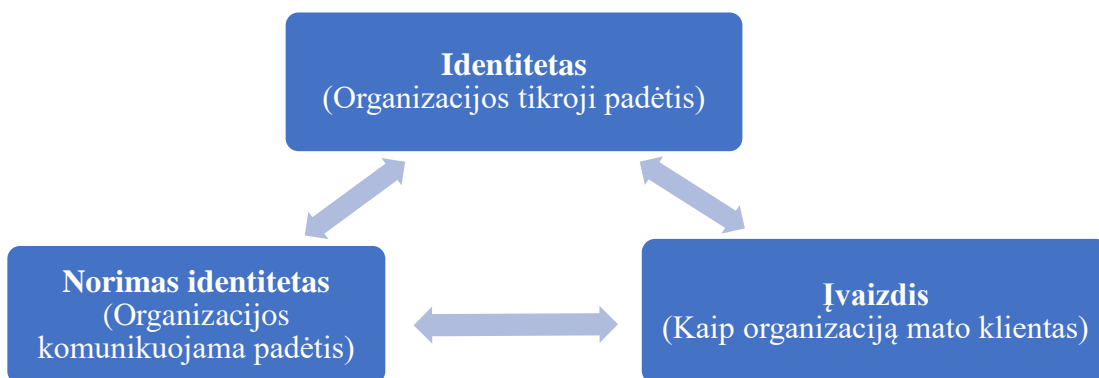 Identitetas
(Organizacijos tikroji padėtis)
Norimas identitetas
(Organizacijos
komunikuojama padėtis)
Įvaizdis
(Kaip organizaciją mato klientas)